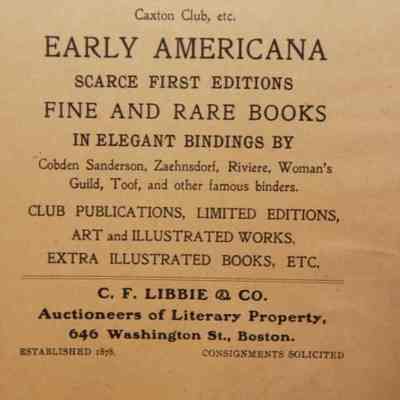 Caxton Club, etc.
EARLY AMERICANA
SCARCE FIRST EDITIONS
FINE AND RARE BOOKS
IN ELEGANT BINDINGS BY
Cobden Sanderson, Zaehnsdorf, Riviere, Woman's
Guild, Toof, and other famous binders.
CLUB PUBLICATIONS, LIMITED EDITIONS,
ART and ILLUSTRATED WORKS,
EXTRA ILLUSTRATED BOOKS, ETC.
C. F. LIBBIE & CO.
Auctioneers of Literary Property,
646 Washington St., Boston.
ESTABLISHED 1878. CONSIGNMENTS SOLICITED